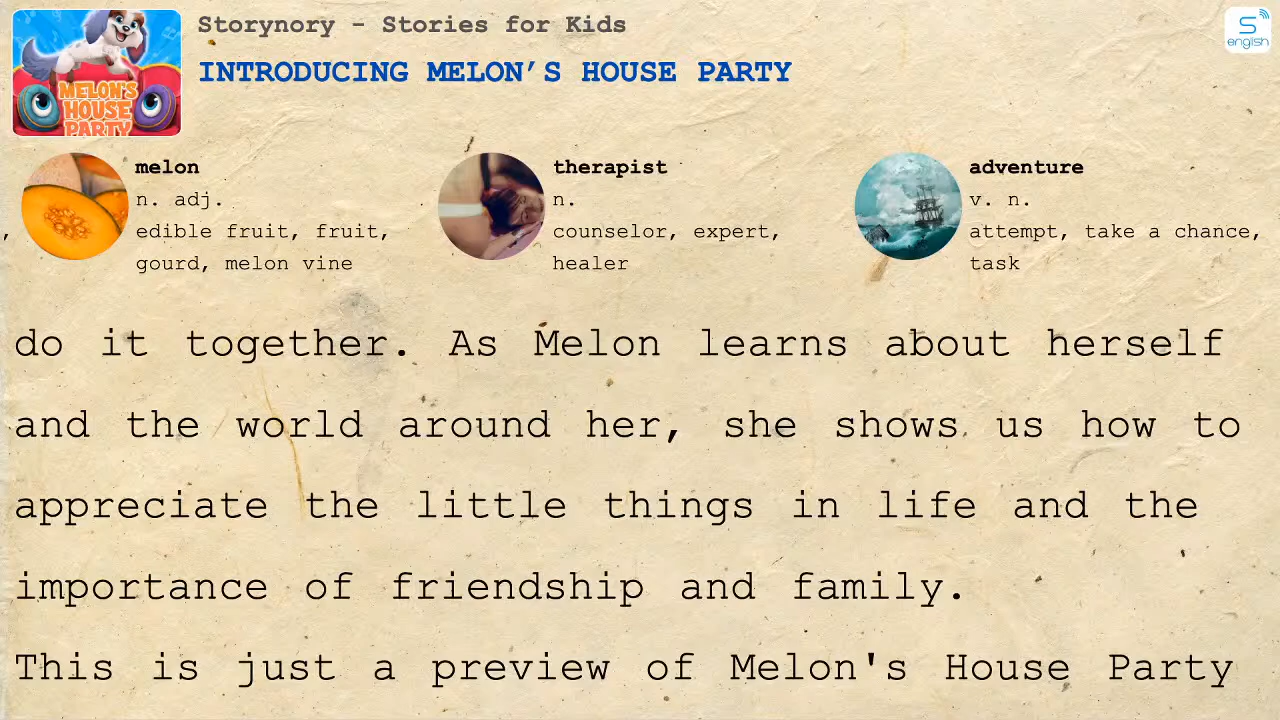 Storynory - Stories for Kids
INTRODUCING MELON’S HOUSE PARTY
S
english
MELON'S
HOUSE
PARTY
melon
n. adj.
edible fruit, fruit,
gourd, melon vine
therapist
n.
counselor, expert,
healer
adventure
v. n.
attempt, take a chance,
task
do it together. As Melon learns about herself
and the world around her, she shows us how to
appreciate the little things in life and the
importance of friendship and family.
This is just a preview of Melon's House Party